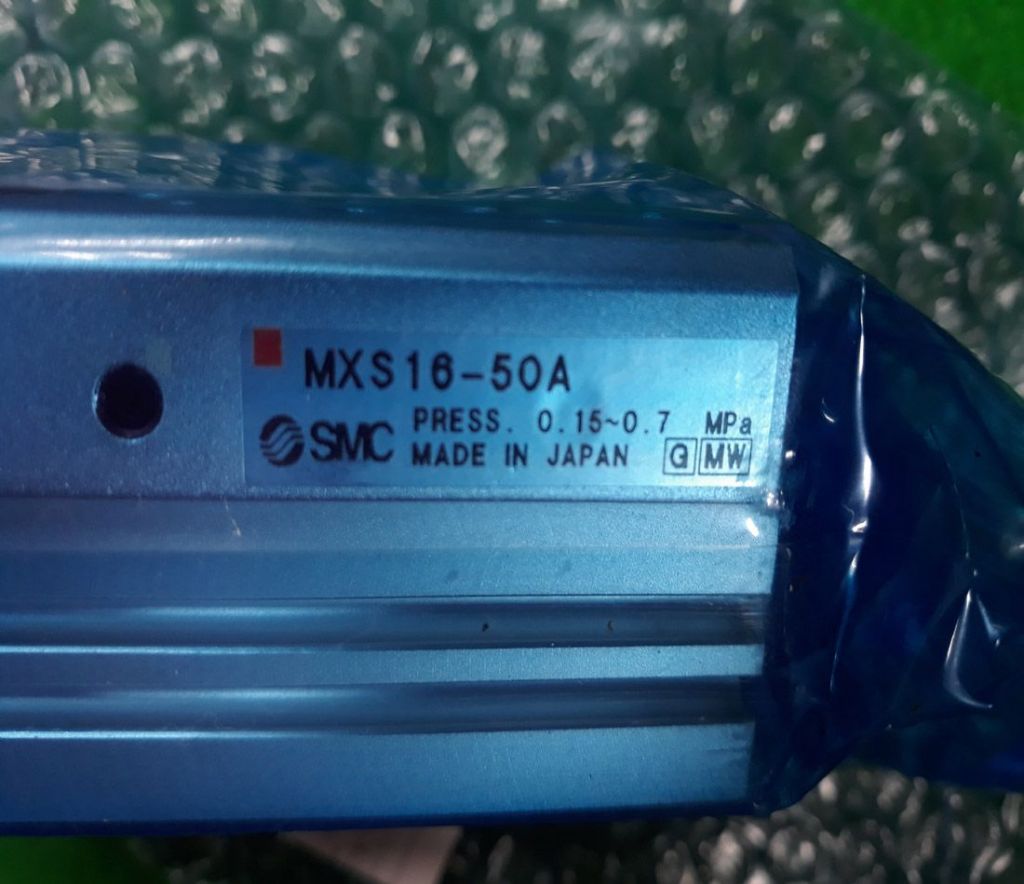 MXS16-50A
SMC PRESS. 0.15~0.7 MPa
MADE IN JAPAN G MW